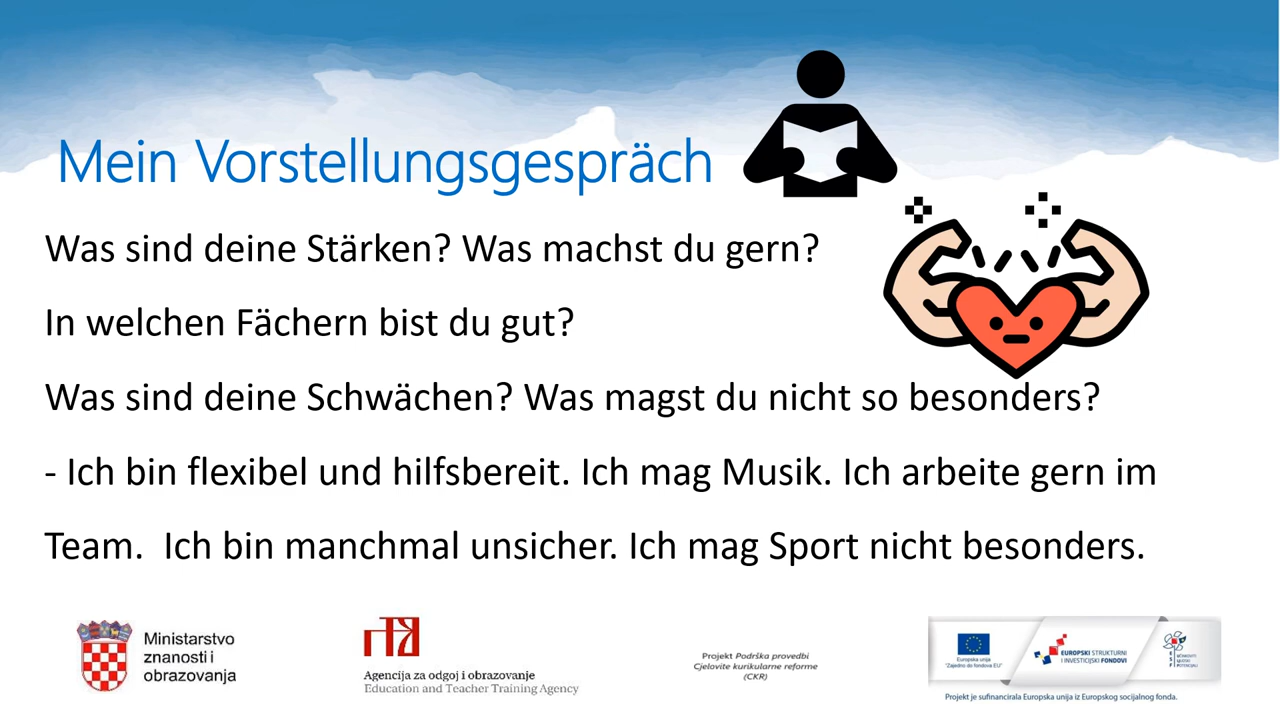 Mein Vorstellungsgespräch
Was sind deine Stärken? Was machst du gern?
In welchen Fächern bist du gut?
Was sind deine Schwächen? Was magst du nicht so besonders?
- Ich bin flexibel und hilfsbereit. Ich mag Musik. Ich arbeite gern im
Team.  Ich bin manchmal unsicher. Ich mag Sport nicht besonders.
Ministarstvo
znanosti i
obrazovanja
Agencija za odgoj i obrazovanje
Education and Teacher Training Agency
Projekt Podrška provedbi
Cjelovite kurikularne reforme
(CKR)
Europska unija
"Zajedno do fondova EU"
EUROPSKI STRUKTURNI
I INVESTICIJSKI FONDOVI
Projekt je sufinancirala Europska unija iz Europskog socijalnog fonda.